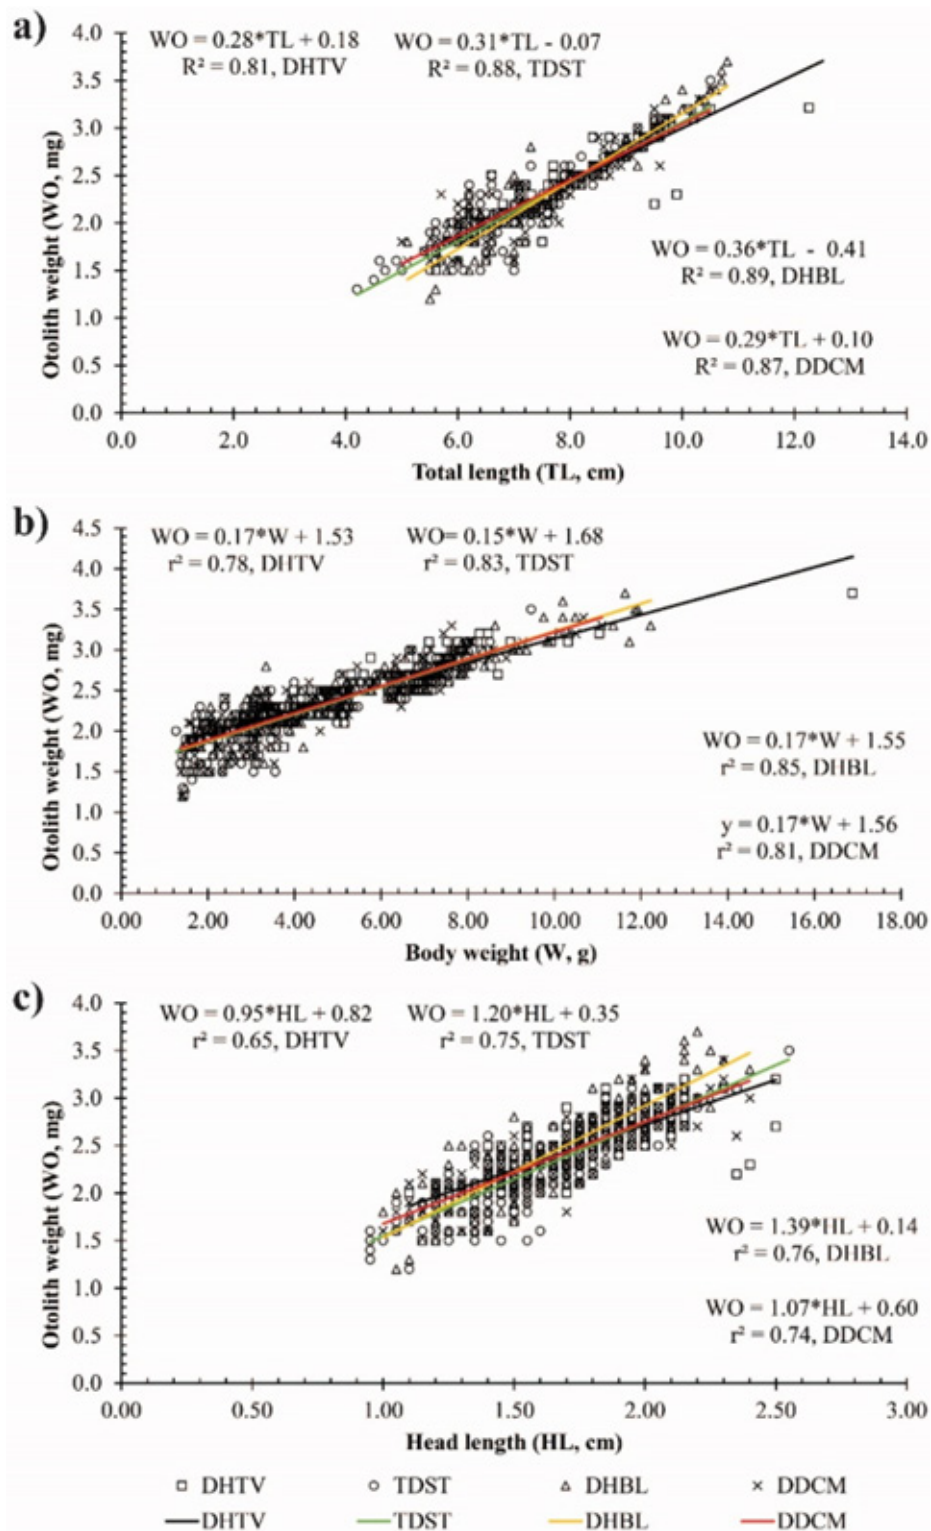 a)
WO = 0.28*TL + 0.18 WO = 0.31*TL - 0.07
R² = 0.81, DHTV R² = 0.88, TDST
4.0
3.5
3.0
2.5
2.0
1.5
1.0
0.5
0.0
Otolith weight (WO, mg)
WO = 0.36*TL - 0.41
R² = 0.89, DHBL
WO = 0.29*TL + 0.10
R² = 0.87, DDCM
0.0 2.0 4.0 6.0 8.0 10.0 12.0 14.0
Total length (TL, cm)
b)
WO = 0.17*W + 1.53 WO= 0.15*W + 1.68
r² = 0.78, DHTV r² = 0.83, TDST
4.5
4.0
3.5
3.0
2.5
2.0
1.5
1.0
0.5
0.0
Otolith weight (WO, mg)
WO = 0.17*W + 1.55
r² = 0.85, DHBL
y = 0.17*W + 1.56
r² = 0.81, DDCM
0.00 2.00 4.00 6.00 8.00 10.00 12.00 14.00 16.00 18.00
Body weight (W, g)
c)
WO = 0.95*HL + 0.82 WO = 1.20*HL + 0.35
r² = 0.65, DHTV r² = 0.75, TDST
4.0
3.5
3.0
2.5
2.0
1.5
1.0
0.5
0.0
Otolith weight (WO, mg)
WO = 1.39*HL + 0.14
r² = 0.76, DHBL
WO = 1.07*HL + 0.60
r² = 0.74, DDCM
0.00 0.50 1.00 1.50 2.00 2.50 3.00
Head length (HL, cm)
DHTV TDST DHBL DDCM
DHTV TDST DHBL DDCM